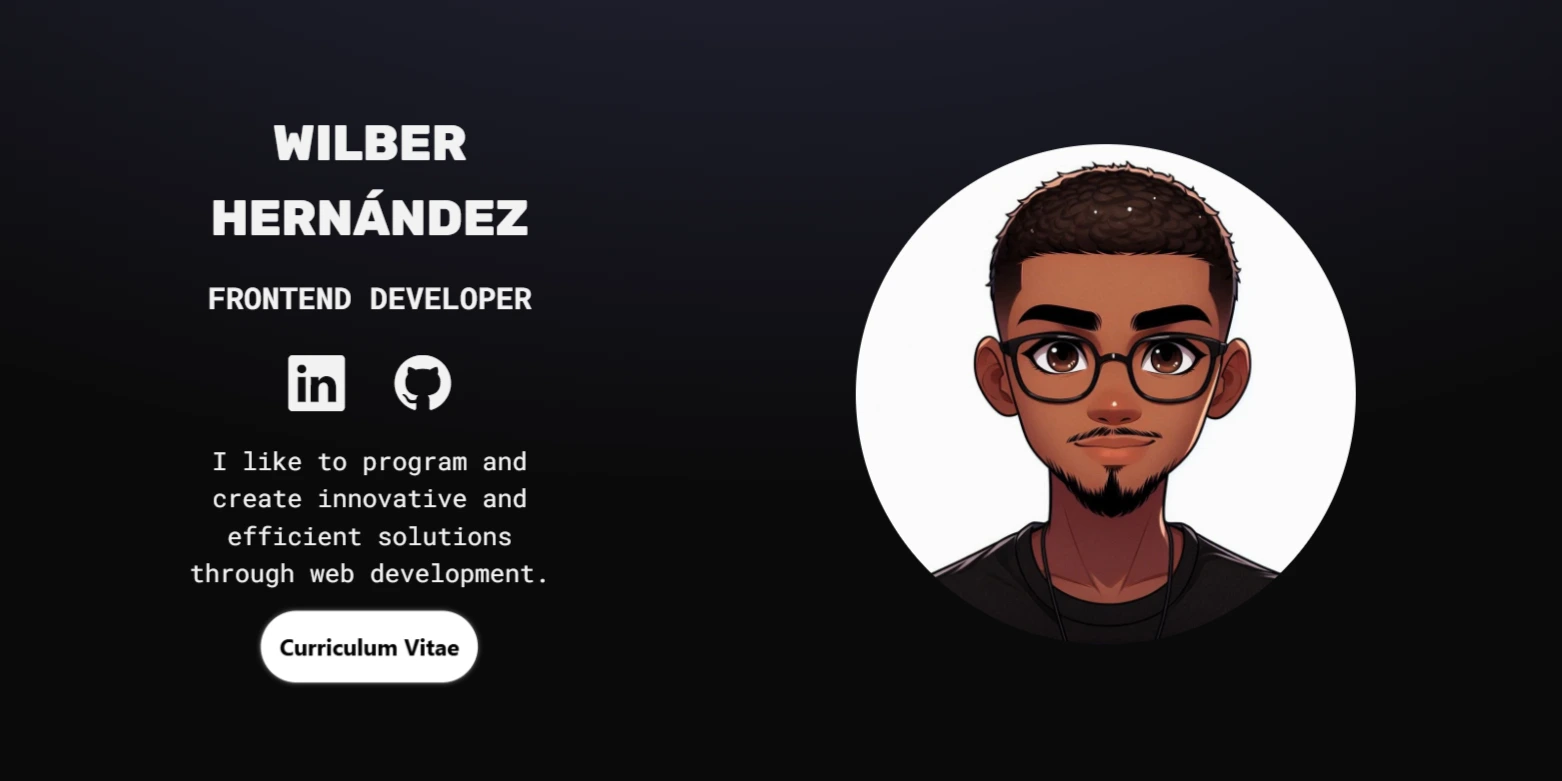 WILBER
HERNÁNDEZ
FRONTEND DEVELOPER
in
I like to program and
create innovative and
efficient solutions
through web development.
Curriculum Vitae